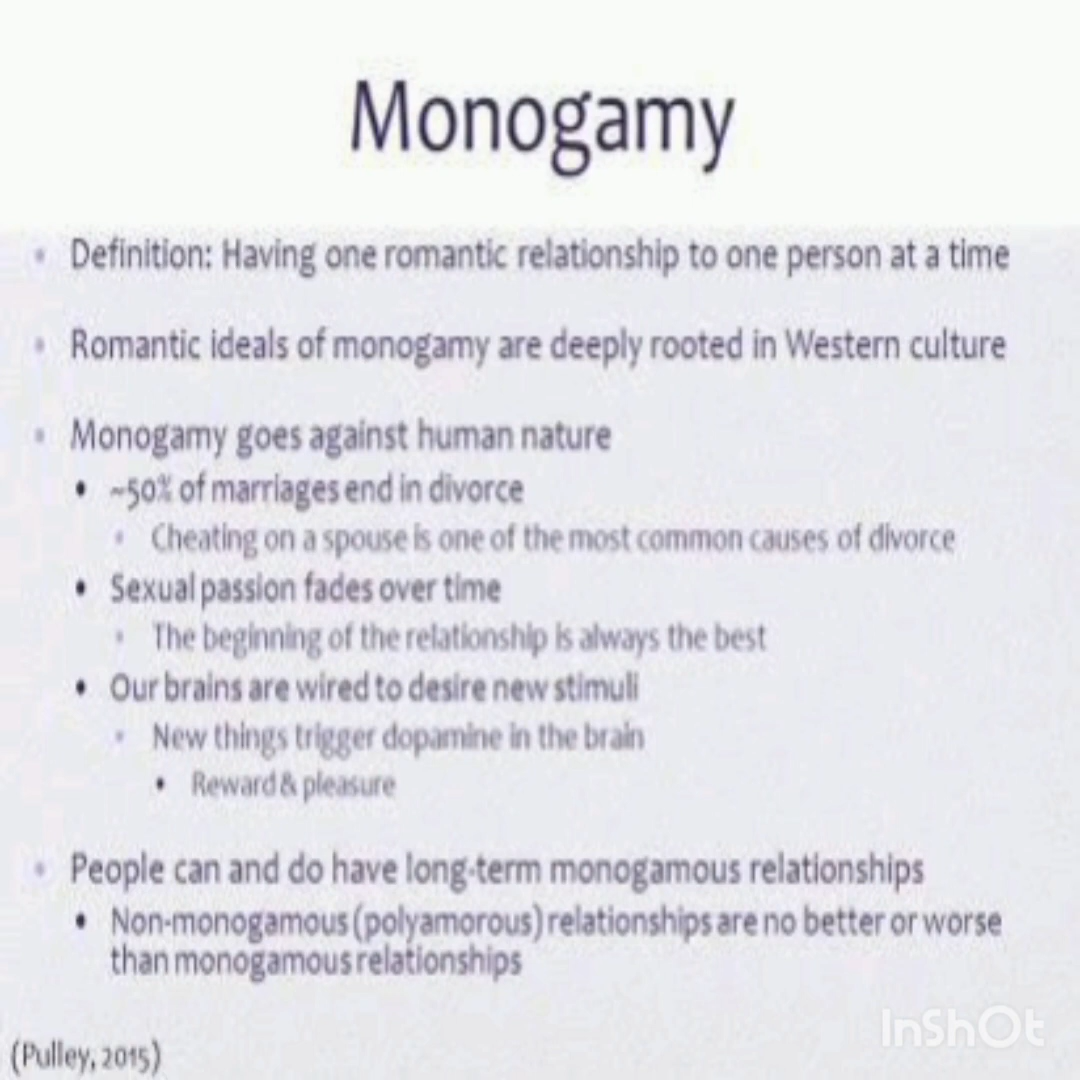 Monogamy
Definition: Having one romantic relationship to one person at a time
Romantic ideals of monogamy are deeply rooted in Western culture
Monogamy goes against human nature
~50% of marriages end in divorce
Cheating on a spouse is one of the most common causes of divorce
Sexual passion fades over time
The beginning of the relationship is always the best
Our brains are wired to desire new stimuli
New things trigger dopamine in the brain
Reward & pleasure
People can and do have long-term monogamous relationships
Non-monogamous (polyamorous) relationships are no better or worse
than monogamous relationships
(Pulley, 2015)
InShOt